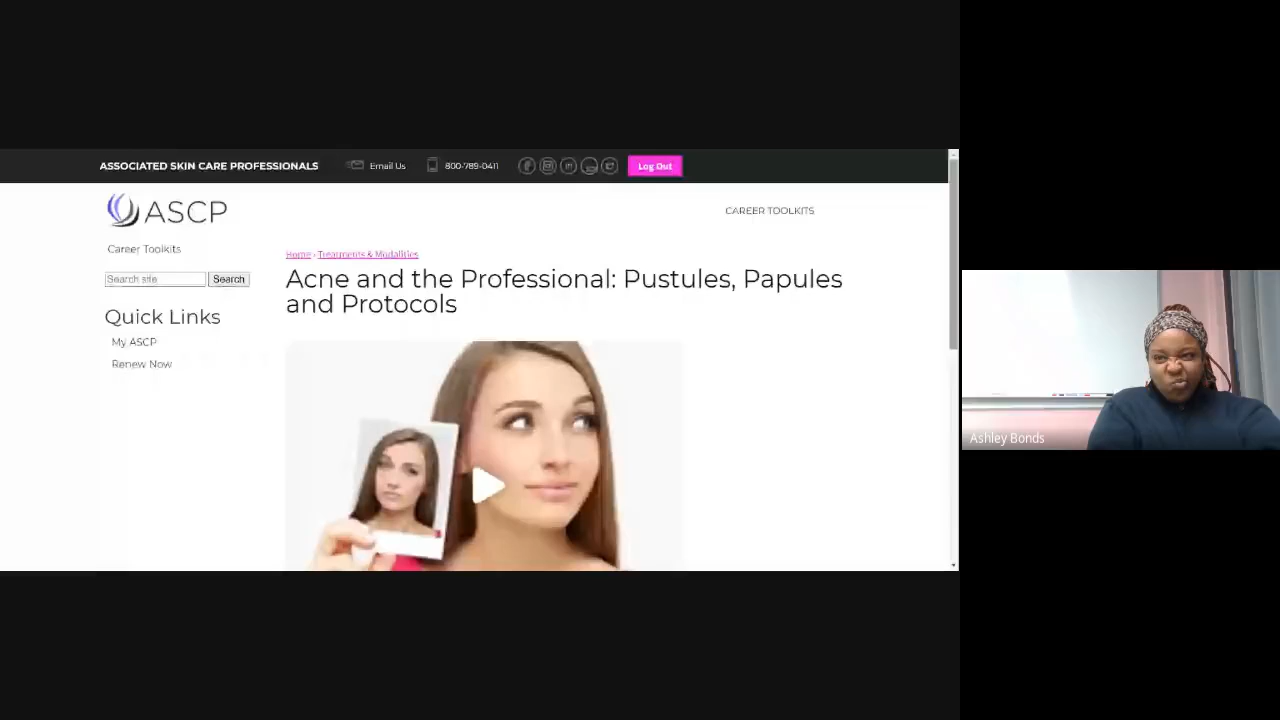 ASSOCIATED SKIN CARE PROFESSIONALS Email Us 800-789-0411 Log Out
ASCP
CAREER TOOLKITS
Career Toolkits
Search site Search
Quick Links
My ASCP
Renew Now
Home › Treatments & Modalities
Acne and the Professional: Pustules, Papules
and Protocols
Ashley Bonds